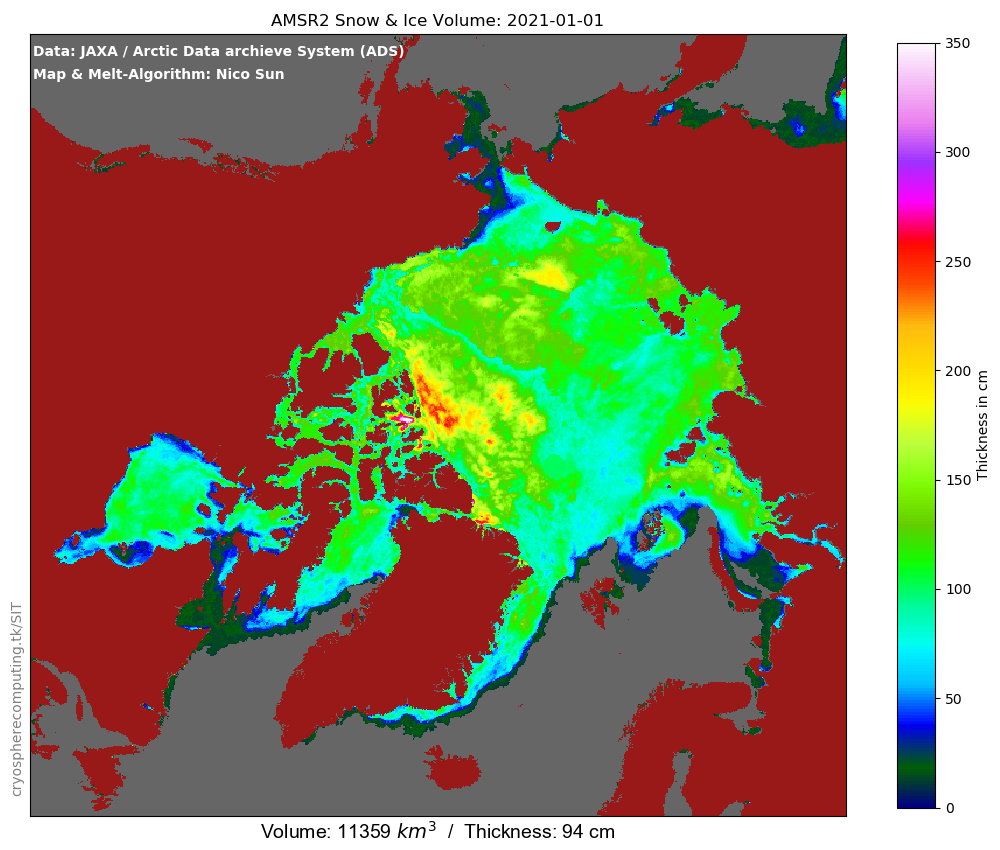 AMSR2 Snow & Ice Volume: 2021-01-01
Data: JAXA / Arctic Data archieve System (ADS)
Map & Melt-Algorithm: Nico Sun
350
300
250
200
150
100
50
0
Thickness in cm
cryospherecomputing.tk/SIT
Volume: 11359 km³ / Thickness: 94 cm